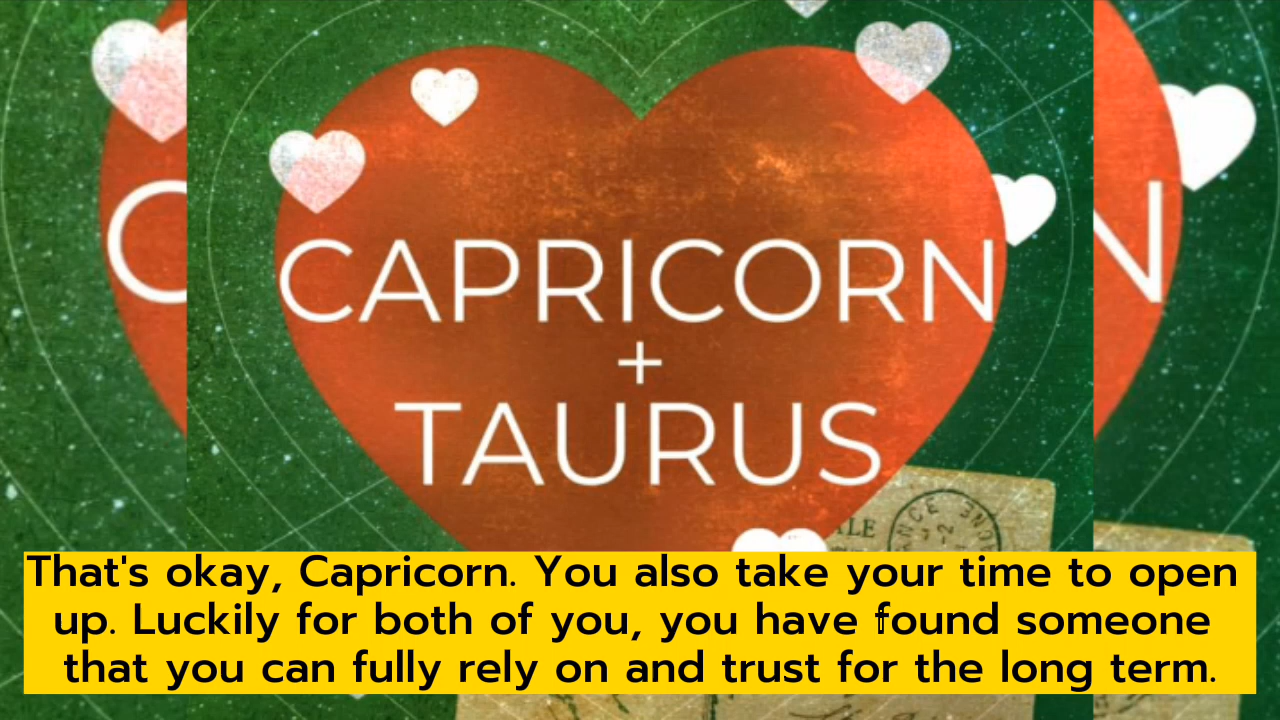 CAPRICORN
+
TAURUS
C
N
That's okay, Capricorn. You also take your time to open
up. Luckily for both of you, you have found someone
that you can fully rely on and trust for the long term.